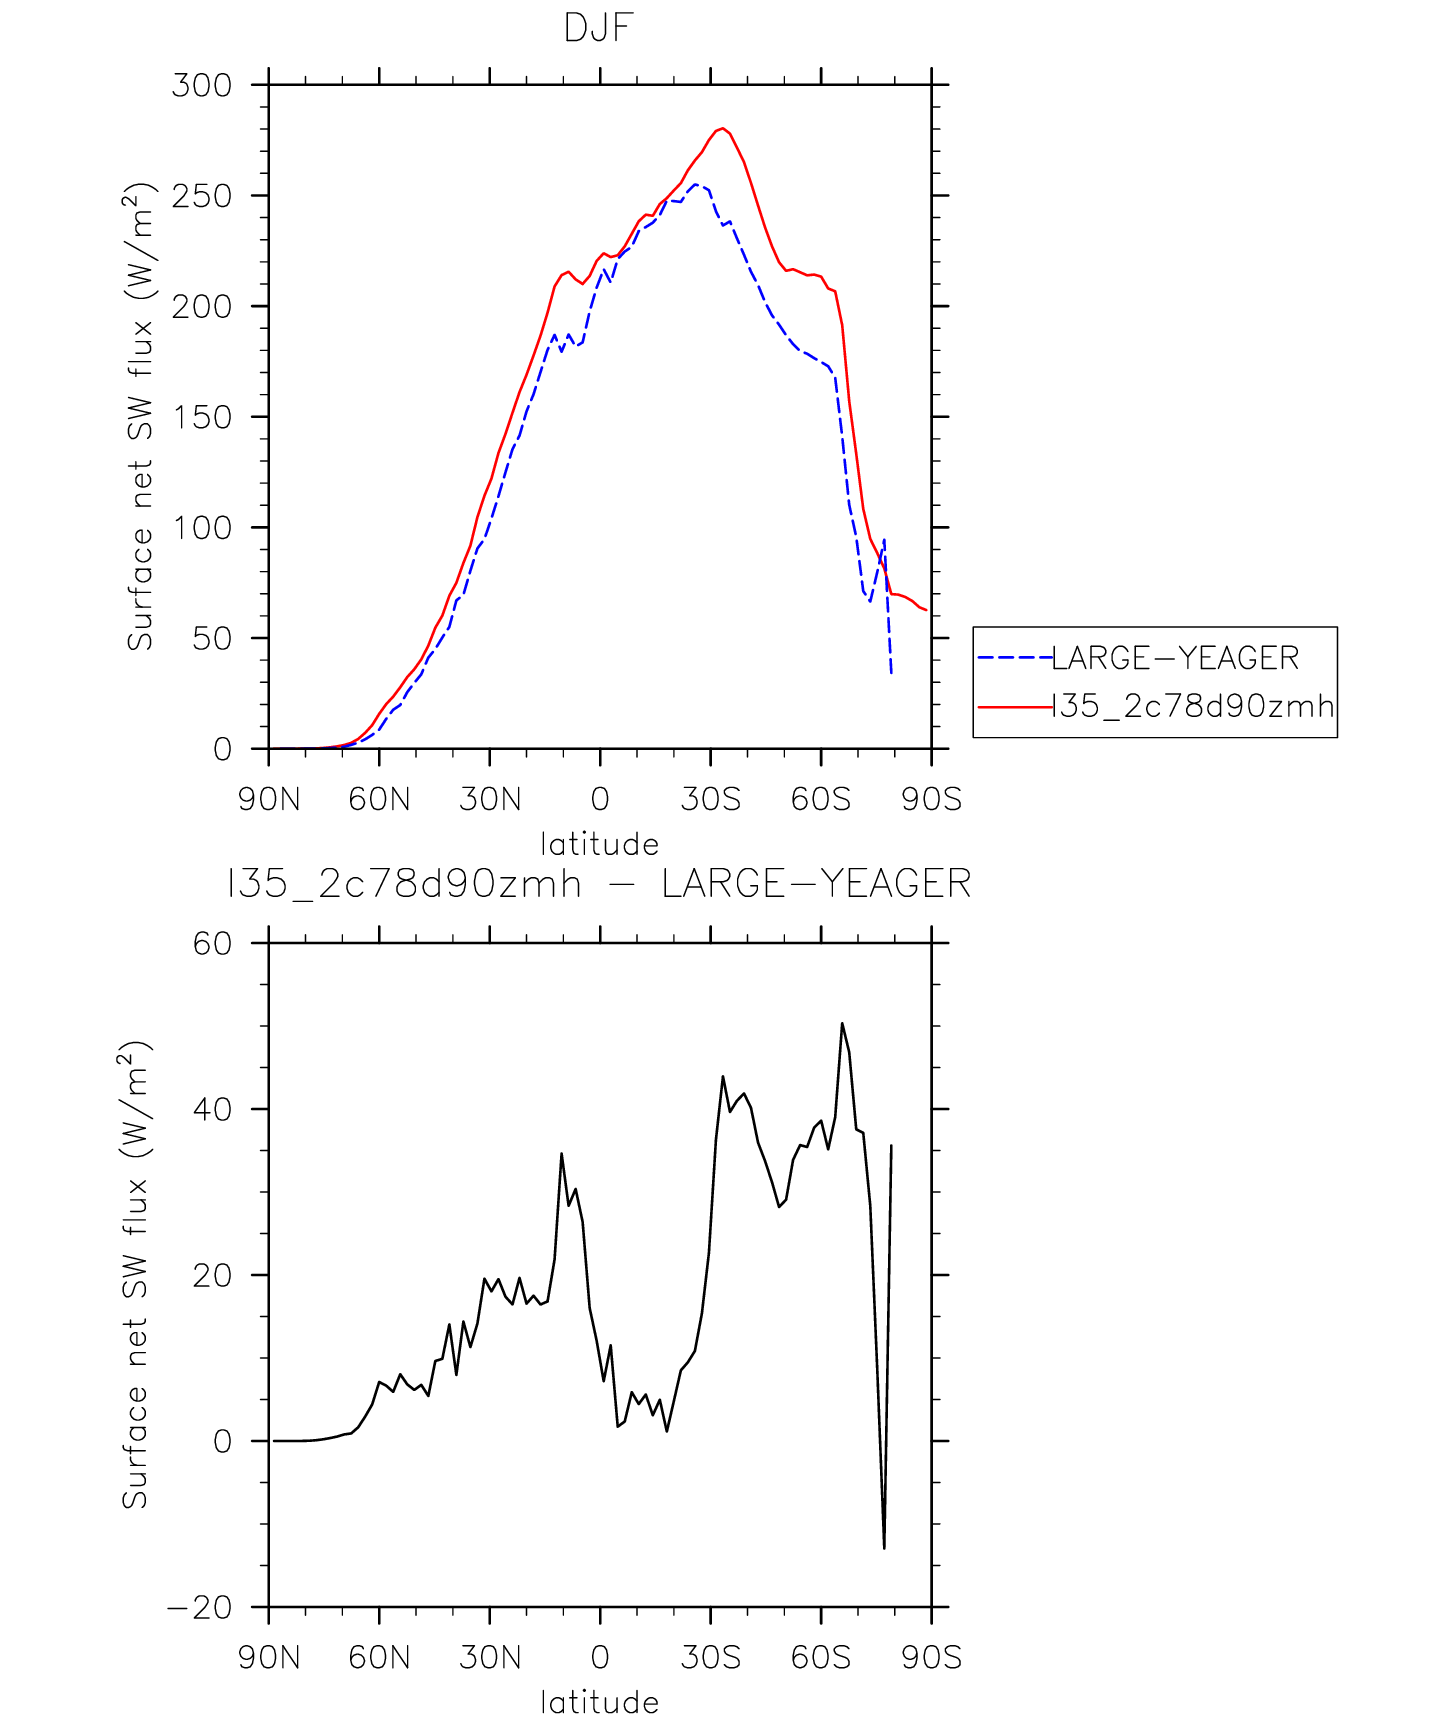 DJF
Surface net SW flux (W/m²)
300
250
200
150
100
50
0
90N 60N 30N 0 30S 60S 90S
latitude
LARGE-YEAGER
I35_2c78d90zmh
I35_2c78d90zmh - LARGE-YEAGER
Surface net SW flux (W/m²)
60
40
20
0
-20
90N 60N 30N 0 30S 60S 90S
latitude